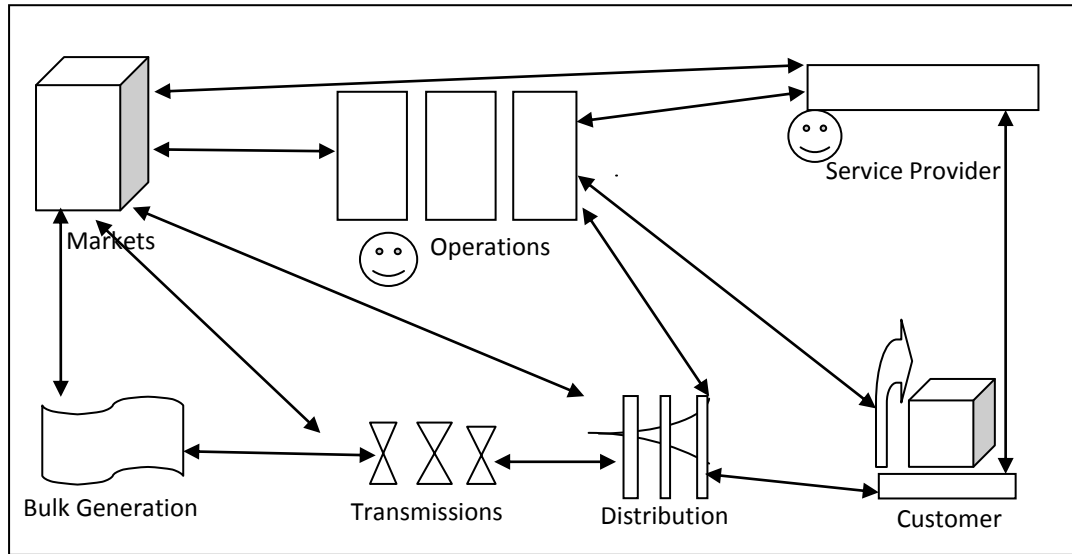 Service Provider
Markets
Operations
Bulk Generation
Transmissions
Distribution
Customer